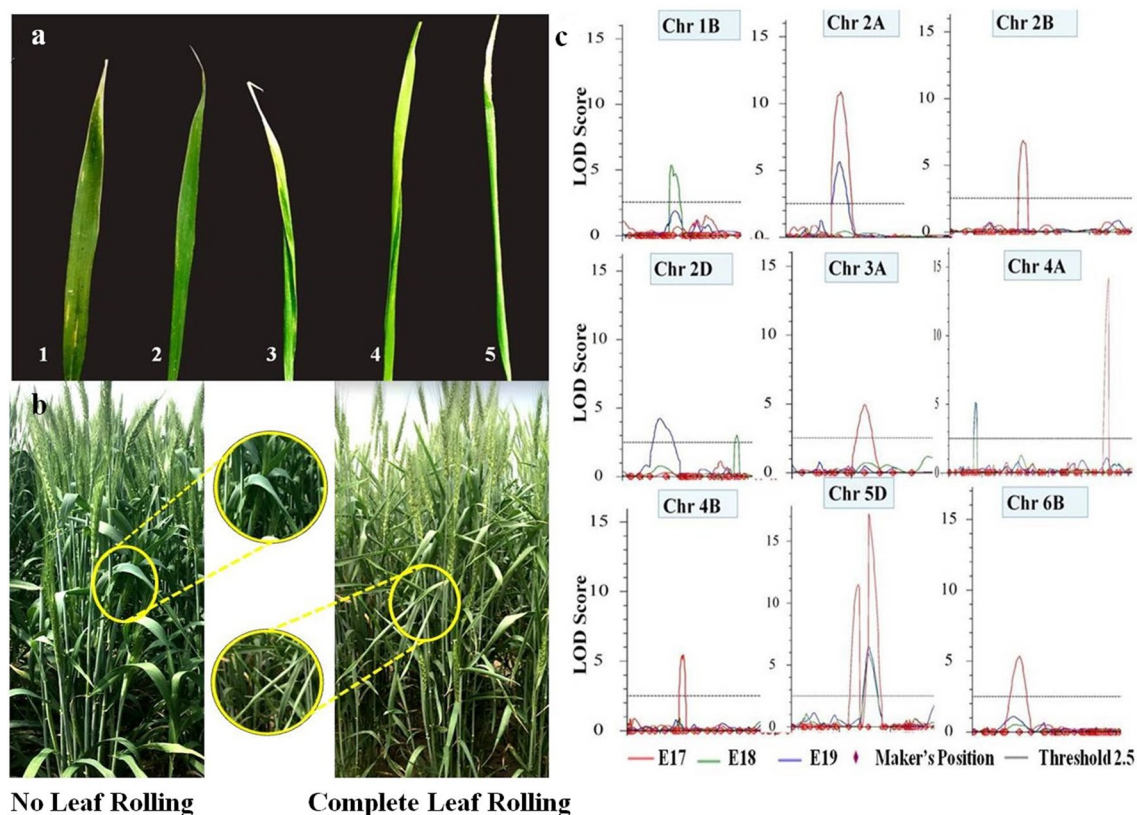 a
1 2 3 4 5
b
No Leaf Rolling Complete Leaf Rolling
c
Chr 1B Chr 2A Chr 2B
LOD Score
15 15 15
10 10 10
5 5 5
0 0 0
Chr 2D Chr 3A Chr 4A
LOD Score
15 15 15
10 10 10
5 5 5
0 0 0
Chr 4B Chr 5D Chr 6B
LOD Score
15 15 15
10 10 10
5 5 5
0 0 0
E17 E18 E19 Maker's Position Threshold 2.5